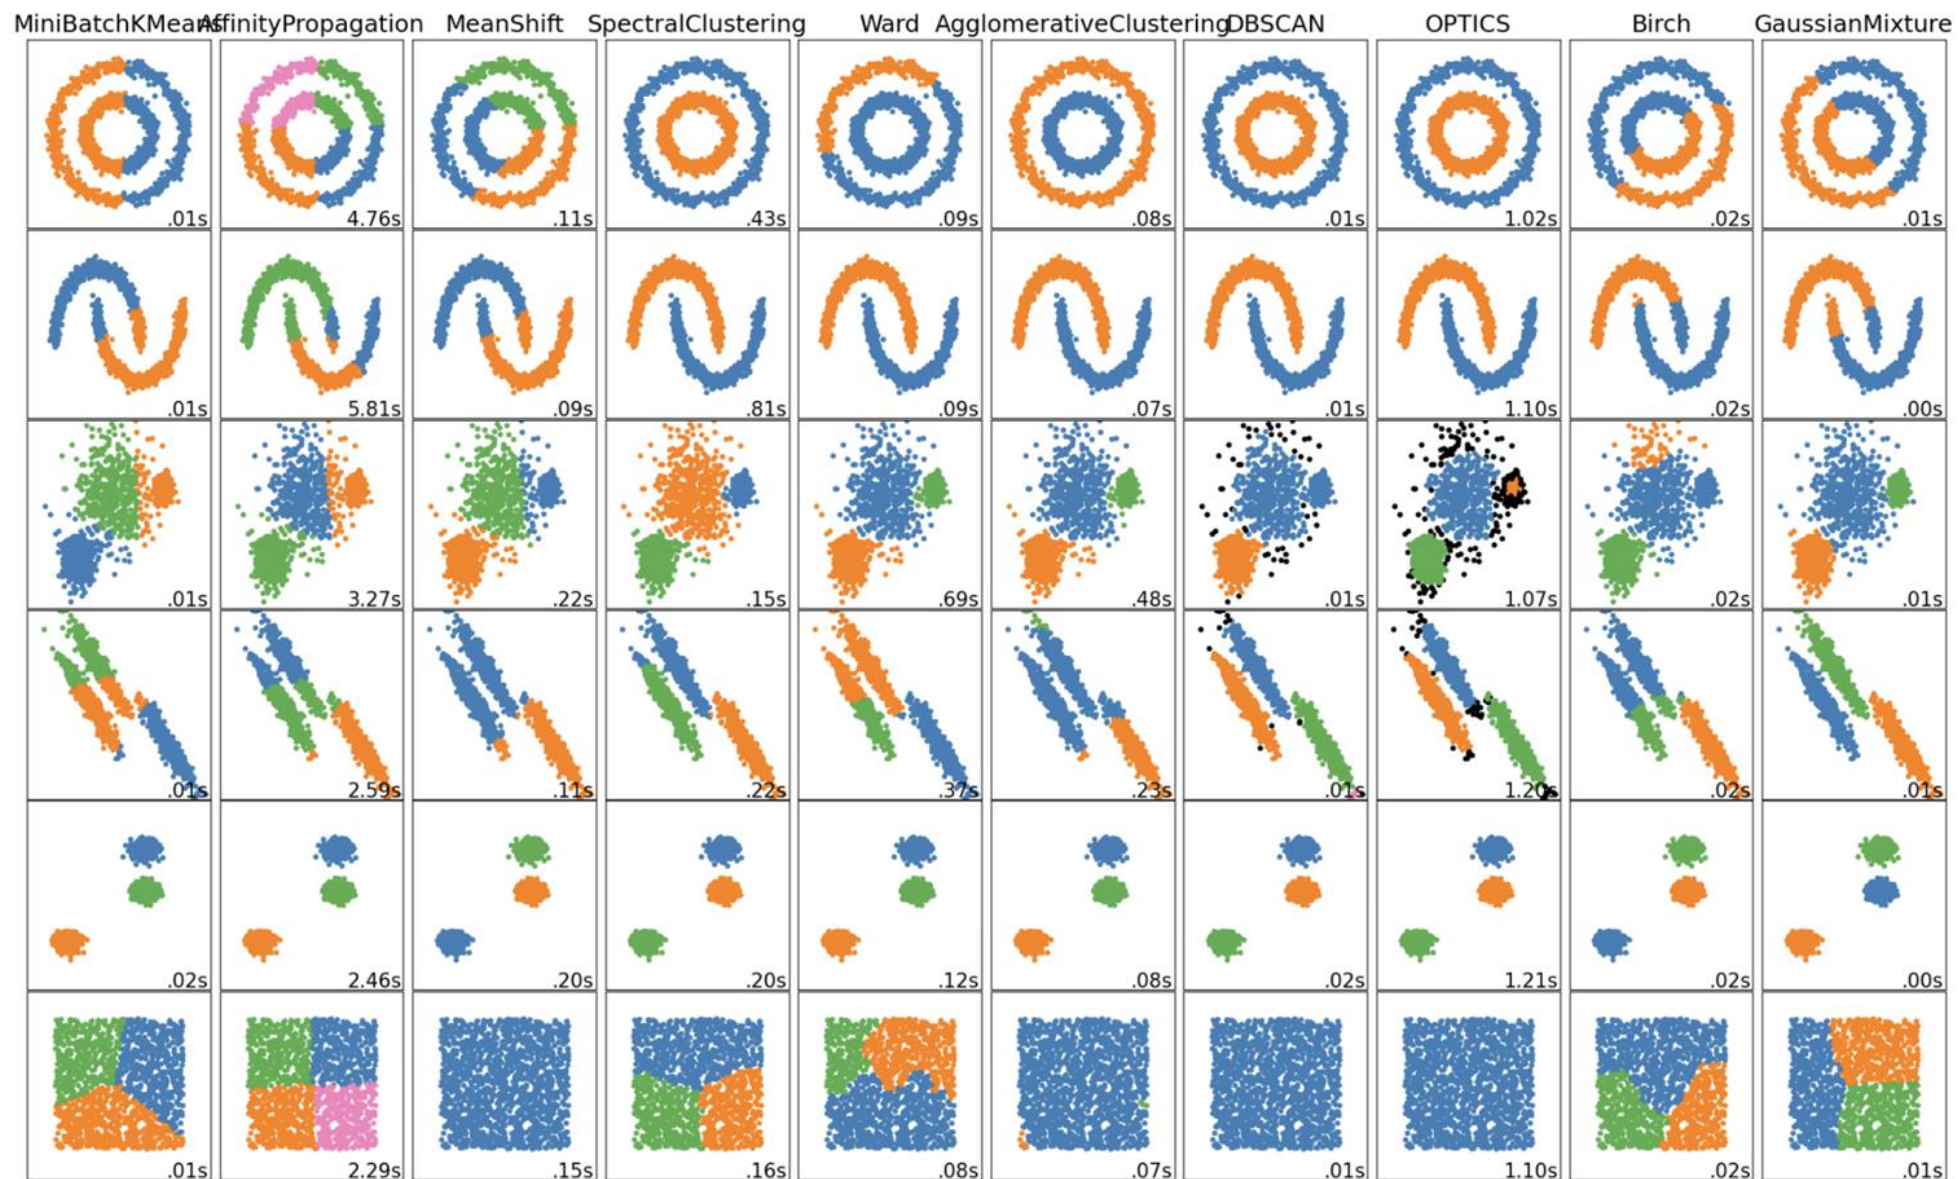 MiniBatchKMeans AffinityPropagation MeanShift SpectralClustering Ward AgglomerativeClustering DBSCAN OPTICS Birch GaussianMixture
.01s 4.76s .11s .43s .09s .08s .01s 1.02s .02s .01s
.01s 5.81s .09s .81s .09s .07s .01s 1.10s .02s .00s
.01s 3.27s .22s .15s .69s .48s .01s 1.07s .02s .01s
.01s 2.59s .11s .22s .37s .23s .01s 1.20s .02s .01s
.02s 2.46s .20s .20s .12s .08s .02s 1.21s .02s .00s
.01s 2.29s .15s .16s .08s .07s .01s 1.10s .02s .01s